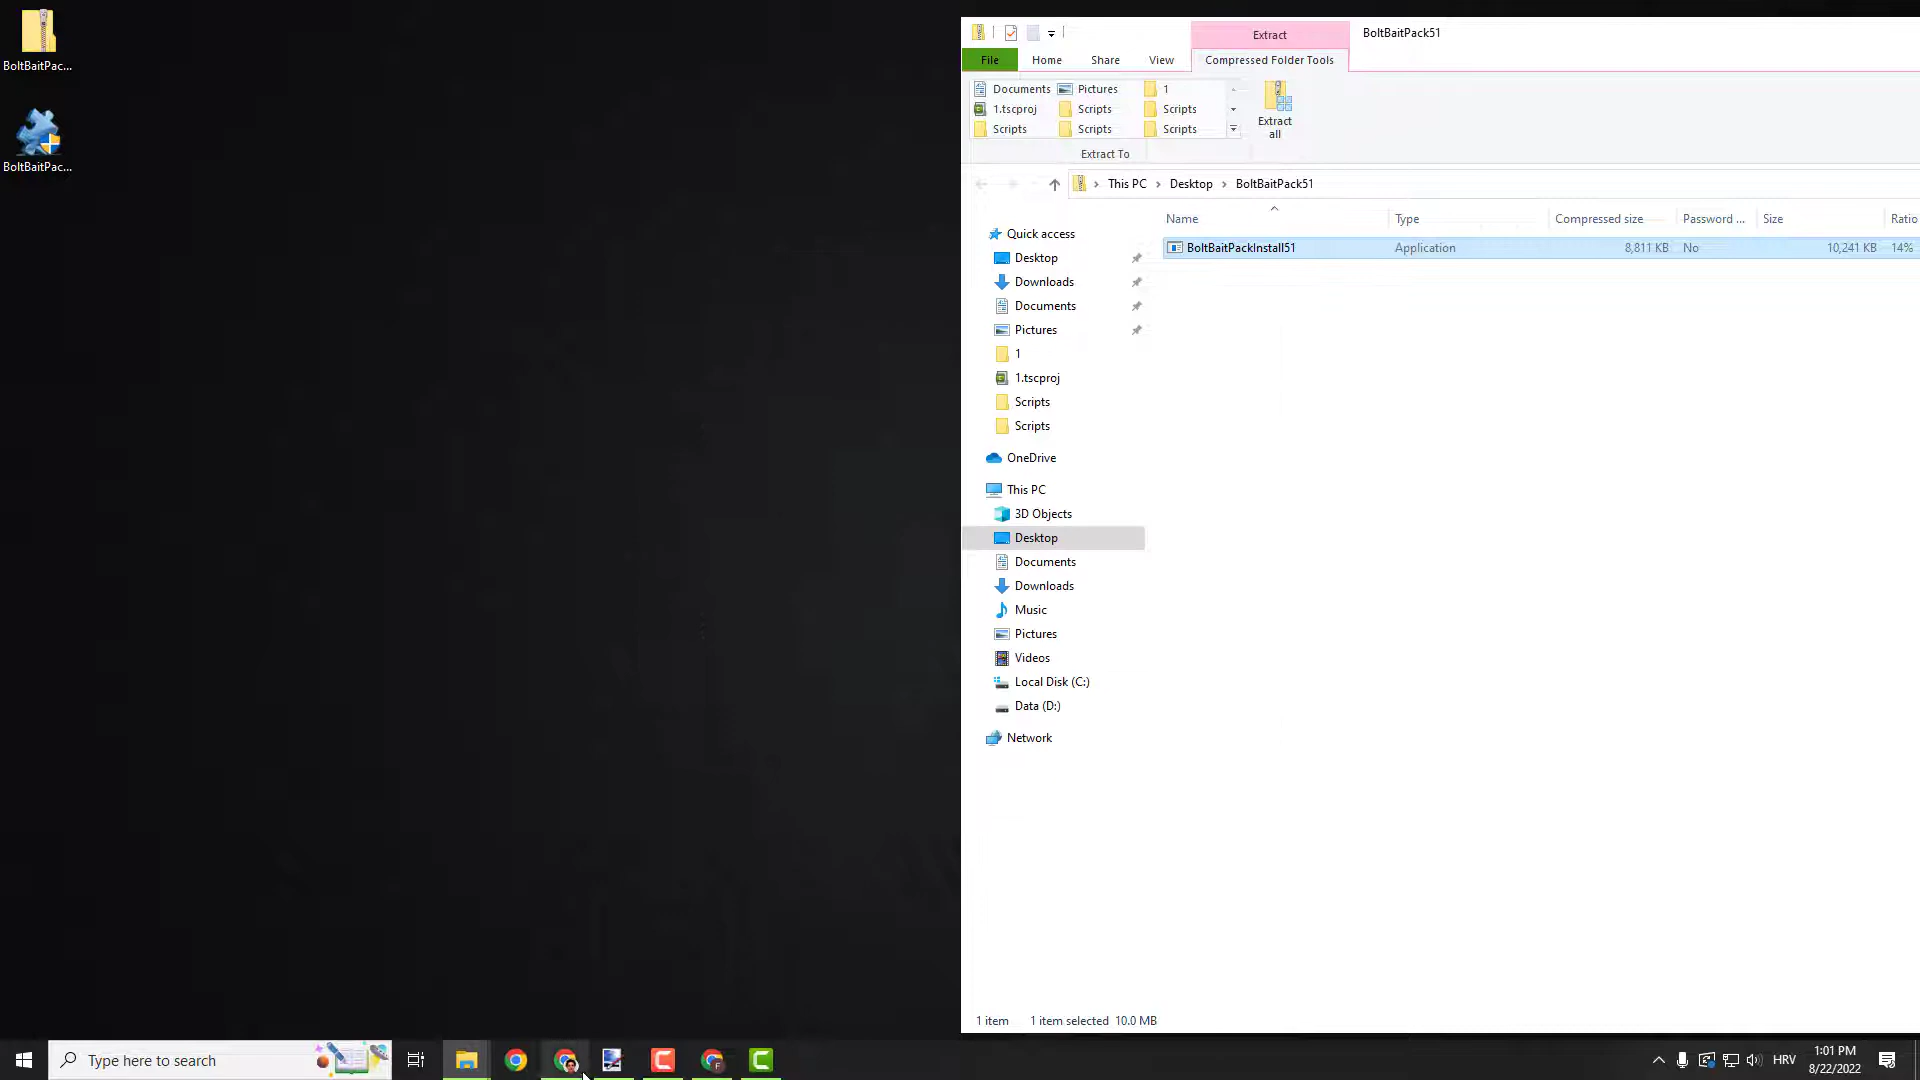 BoltBaitPac...
BoltBaitPac...
Extract
BoltBaitPack51
File
Home
Share
View
Compressed Folder Tools
Documents
Pictures
1
1.tscproj
Scripts
Scripts
Scripts
Scripts
Scripts
Extract
all
Extract To
This PC
Desktop
BoltBaitPack51
Name
Type
Compressed size
Password ...
Size
Ratio
BoltBaitPackInstall51
Application
8,811 KB
No
10,241 KB
14%
Quick access
Desktop
Downloads
Documents
Pictures
1
1.tscproj
Scripts
Scripts
OneDrive
This PC
3D Objects
Desktop
Documents
Downloads
Music
Pictures
Videos
Local Disk (C:)
Data (D:)
Network
1 item
1 item selected 10.0 MB
Type here to search
F
HRV
1:01 PM
8/22/2022